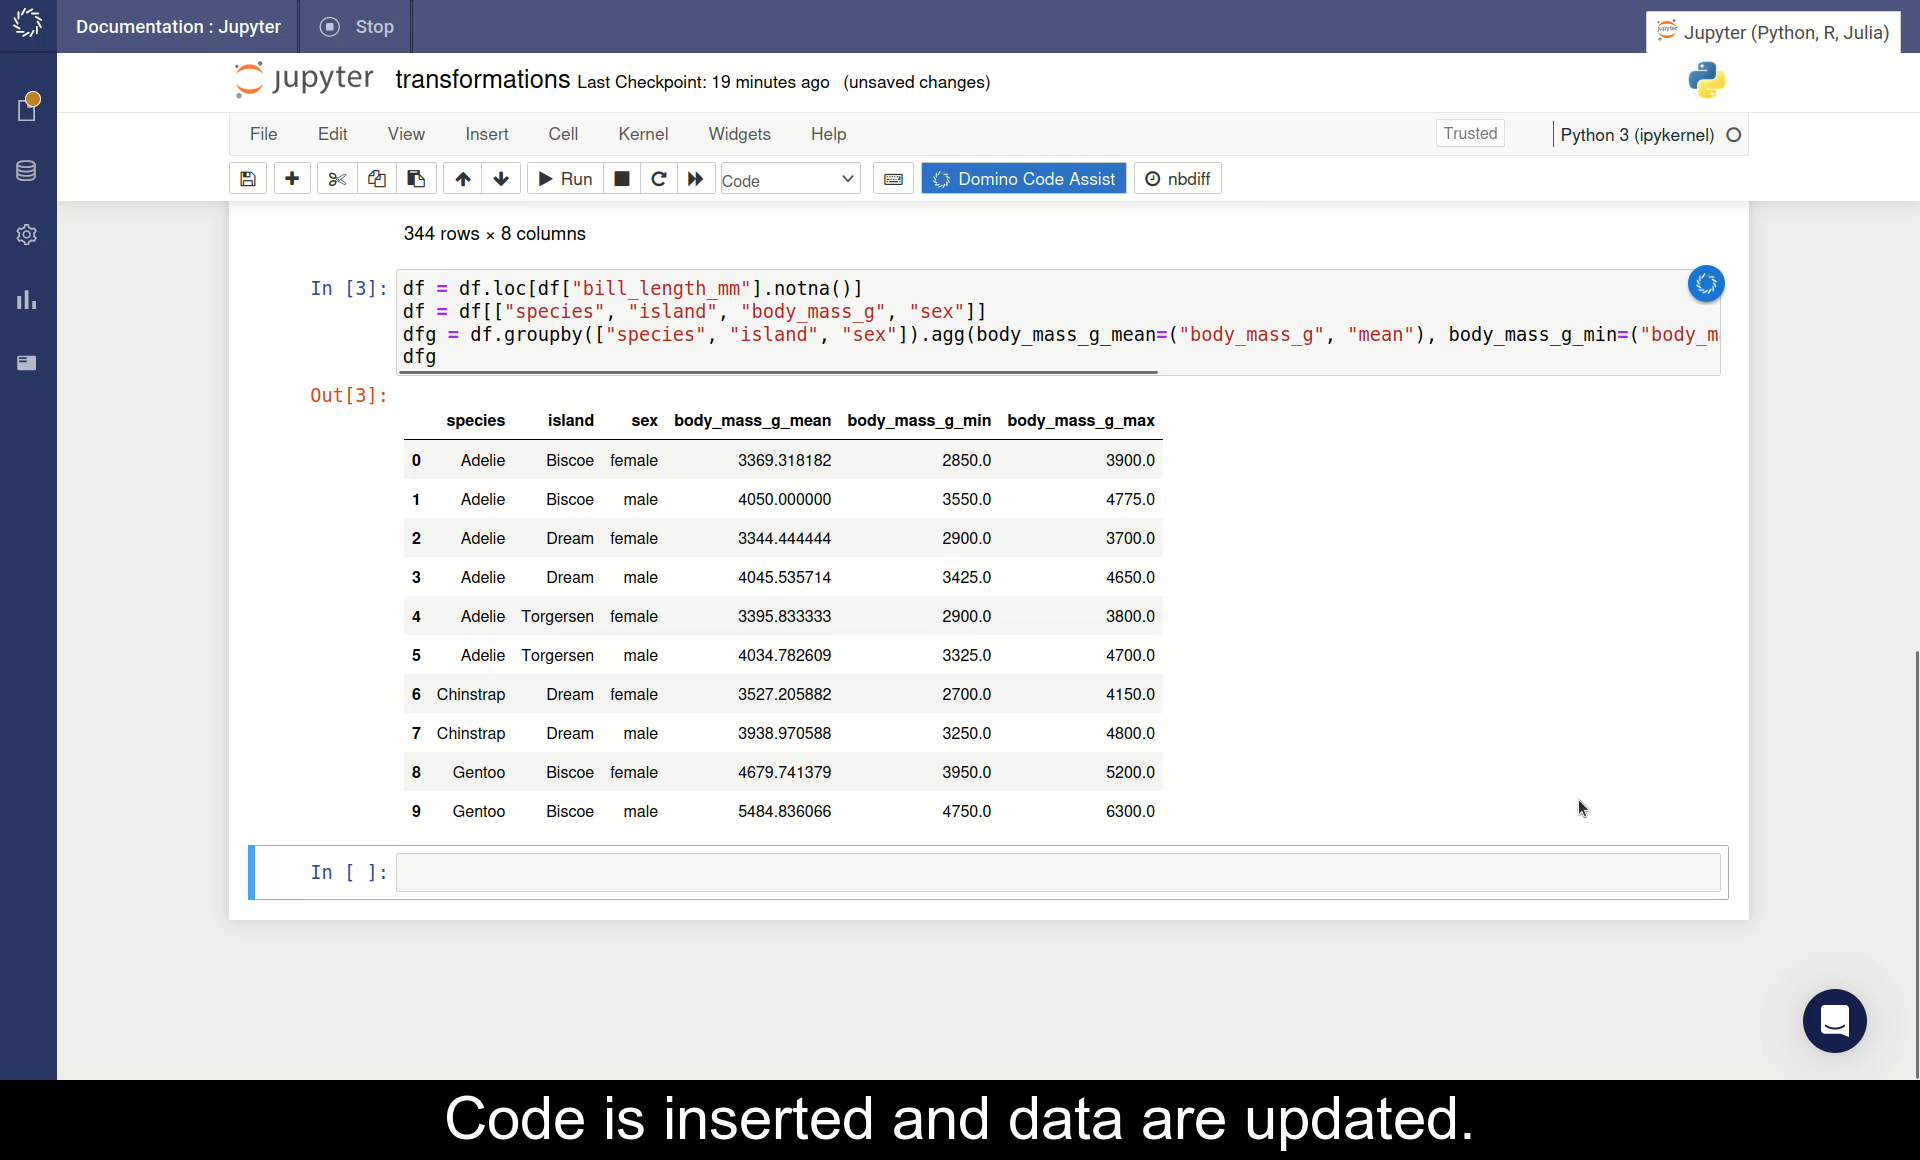 Documentation : Jupyter
Stop
Jupyter (Python, R, Julia)
jupyter transformations Last Checkpoint: 19 minutes ago (unsaved changes)
File Edit View Insert Cell Kernel Widgets Help
Trusted
Python 3 (ipykernel)
Run
Code
Domino Code Assist
nbdiff
344 rows × 8 columns
In [3]:
df = df.loc[df["bill_length_mm"].notna()]
df = df[["species", "island", "body_mass_g", "sex"]]
dfg = df.groupby(["species", "island", "sex"]).agg(body_mass_g_mean=("body_mass_g", "mean"), body_mass_g_min=("body_m
dfg
Out[3]:
species island sex body_mass_g_mean body_mass_g_min body_mass_g_max
0 Adelie Biscoe female 3369.318182 2850.0 3900.0
1 Adelie Biscoe male 4050.000000 3550.0 4775.0
2 Adelie Dream female 3344.444444 2900.0 3700.0
3 Adelie Dream male 4045.535714 3425.0 4650.0
4 Adelie Torgersen female 3395.833333 2900.0 3800.0
5 Adelie Torgersen male 4034.782609 3325.0 4700.0
6 Chinstrap Dream female 3527.205882 2700.0 4150.0
7 Chinstrap Dream male 3938.970588 3250.0 4800.0
8 Gentoo Biscoe female 4679.741379 3950.0 5200.0
9 Gentoo Biscoe male 5484.836066 4750.0 6300.0
In [ ]:
Code is inserted and data are updated.